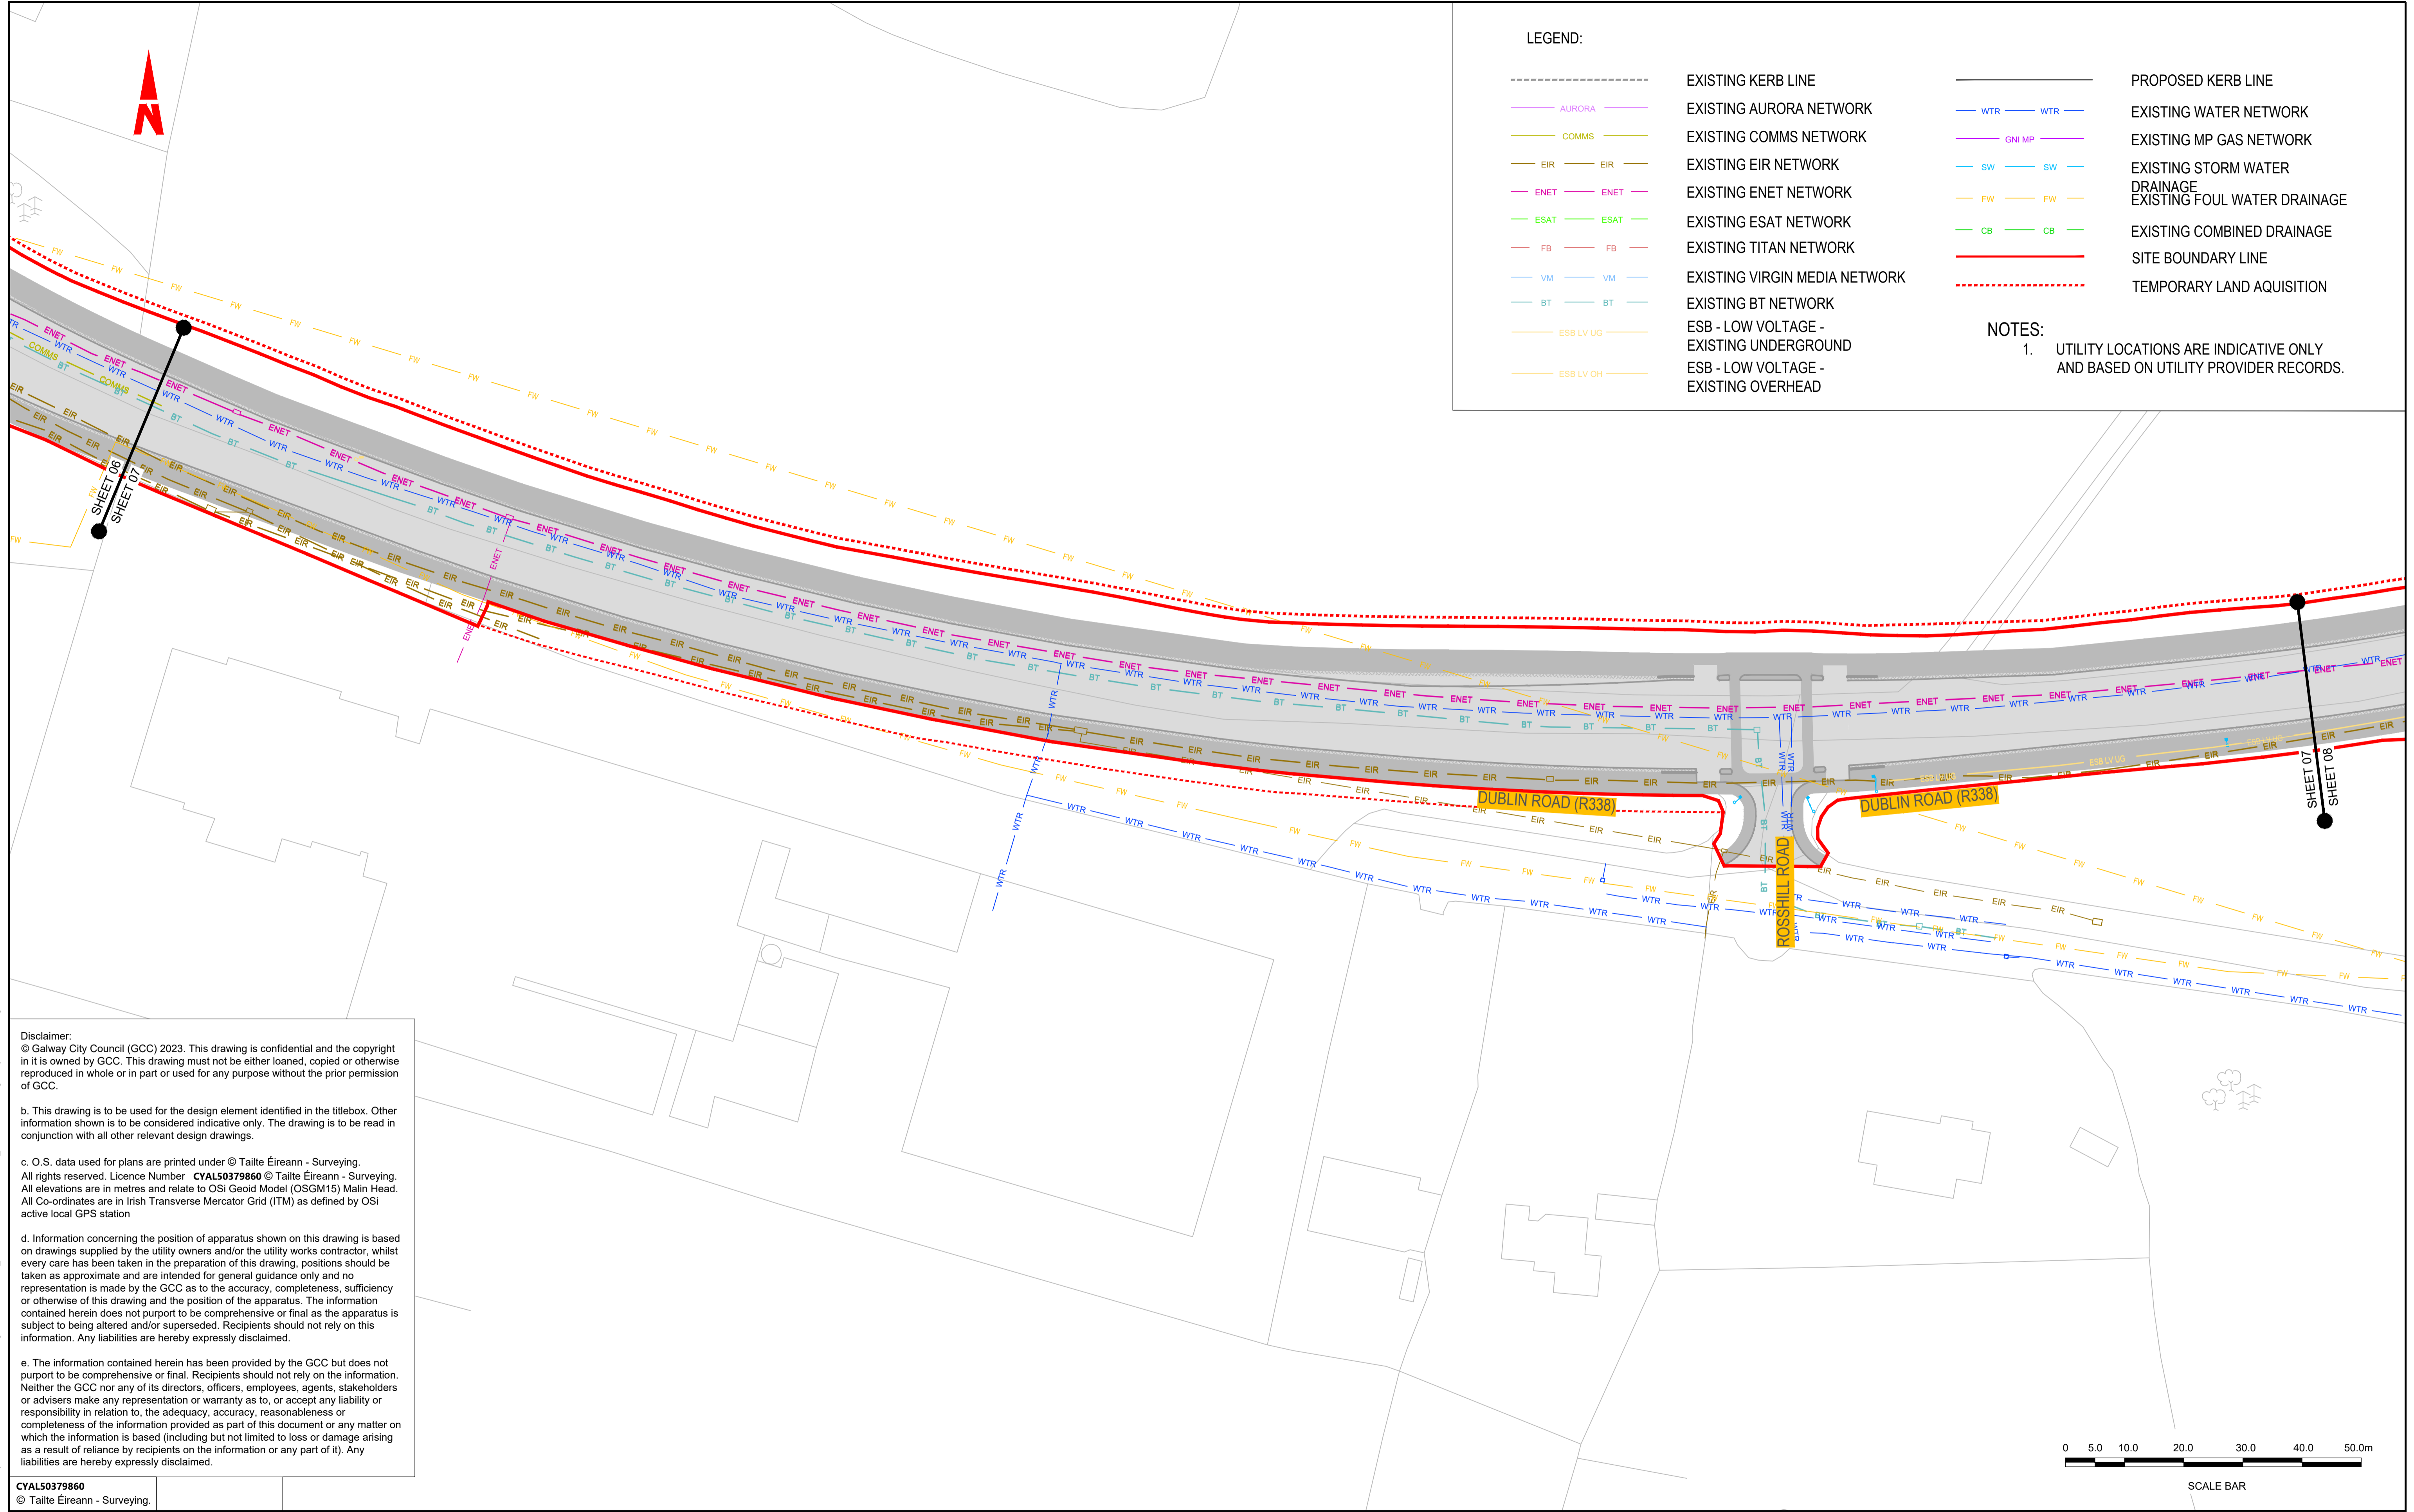 N
LEGEND:
EXISTING KERB LINE
AURORA EXISTING AURORA NETWORK
COMMS EXISTING COMMS NETWORK
EIR EIR EXISTING EIR NETWORK
ENET ENET EXISTING ENET NETWORK
ESAT ESAT EXISTING ESAT NETWORK
FB FB EXISTING TITAN NETWORK
VM VM EXISTING VIRGIN MEDIA NETWORK
BT BT EXISTING BT NETWORK
ESB LV UG ESB - LOW VOLTAGE -
EXISTING UNDERGROUND
ESB LV OH ESB - LOW VOLTAGE -
EXISTING OVERHEAD
PROPOSED KERB LINE
WTR WTR EXISTING WATER NETWORK
GNI MP EXISTING MP GAS NETWORK
SW SW EXISTING STORM WATER
DRAINAGE
FW FW EXISTING FOUL WATER DRAINAGE
CB CB EXISTING COMBINED DRAINAGE
SITE BOUNDARY LINE
TEMPORARY LAND AQUISITION
NOTES:
1. UTILITY LOCATIONS ARE INDICATIVE ONLY
AND BASED ON UTILITY PROVIDER RECORDS.
SHEET 06
SHEET 07
FW
ENET
WTR
COMMS
BT
EIR
DUBLIN ROAD (R338)
ROSSHILL ROAD
DUBLIN ROAD (R338)
ESB LV UG
SHEET 07
SHEET 08
Disclaimer:
© Galway City Council (GCC) 2023. This drawing is confidential and the copyright
in it is owned by GCC. This drawing must not be either loaned, copied or otherwise
reproduced in whole or in part or used for any purpose without the prior permission
of GCC.
b. This drawing is to be used for the design element identified in the titlebox. Other
information shown is to be considered indicative only. The drawing is to be read in
conjunction with all other relevant design drawings.
c. O.S. data used for plans are printed under © Tailte Éireann - Surveying.
All rights reserved. Licence Number CYAL50379860 © Tailte Éireann - Surveying.
All elevations are in metres and relate to OSi Geoid Model (OSGM15) Malin Head.
All Co-ordinates are in Irish Transverse Mercator Grid (ITM) as defined by OSi
active local GPS station
d. Information concerning the position of apparatus shown on this drawing is based
on drawings supplied by the utility owners and/or the utility works contractor, whilst
every care has been taken in the preparation of this drawing, positions should be
taken as approximate and are intended for general guidance only and no
representation is made by the GCC as to the accuracy, completeness, sufficiency
or otherwise of this drawing and the position of the apparatus. The information
contained herein does not purport to be comprehensive or final as the apparatus is
subject to being altered and/or superseded. Recipients should not rely on this
information. Any liabilities are hereby expressly disclaimed.
e. The information contained herein has been provided by the GCC but does not
purport to be comprehensive or final. Recipients should not rely on the information.
Neither the GCC nor any of its directors, officers, employees, agents, stakeholders
or advisers make any representation or warranty as to, or accept any liability or
responsibility in relation to, the adequacy, accuracy, reasonableness or
completeness of the information provided as part of this document or any matter on
which the information is based (including but not limited to loss or damage arising
as a result of reliance by recipients on the information or any part of it). Any
liabilities are hereby expressly disclaimed.
CYAL50379860
© Tailte Éireann - Surveying.
0 5.0 10.0 20.0 30.0 40.0 50.0m
SCALE BAR